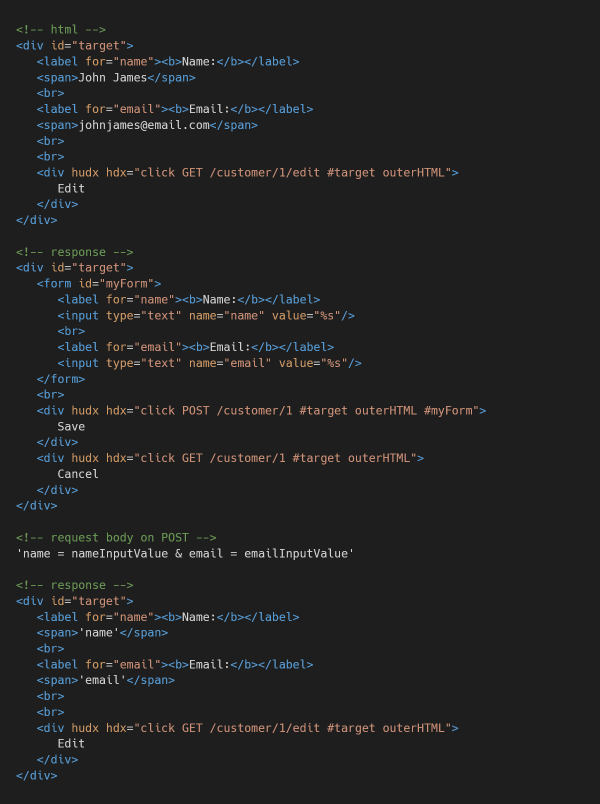 <!-- html -->
<div id="target">
   <label for="name"><b>Name:</b></label>
   <span>John James</span>
   <br>
   <label for="email"><b>Email:</b></label>
   <span>johnjames@email.com</span>
   <br>
   <br>
   <div hudx hdx="click GET /customer/1/edit #target outerHTML">
      Edit
   </div>
</div>

<!-- response -->
<div id="target">
   <form id="myForm">
      <label for="name"><b>Name:</b></label>
      <input type="text" name="name" value="%s"/>
      <br>
      <label for="email"><b>Email:</b></label>
      <input type="text" name="email" value="%s"/>
   </form>
   <br>
   <div hudx hdx="click POST /customer/1 #target outerHTML #myForm">
      Save
   </div>
   <div hudx hdx="click GET /customer/1 #target outerHTML">
      Cancel
   </div>
</div>

<!-- request body on POST -->
'name = nameInputValue & email = emailInputValue'

<!-- response -->
<div id="target">
   <label for="name"><b>Name:</b></label>
   <span>'name'</span>
   <br>
   <label for="email"><b>Email:</b></label>
   <span>'email'</span>
   <br>
   <br>
   <div hudx hdx="click GET /customer/1/edit #target outerHTML">
      Edit
   </div>
</div>